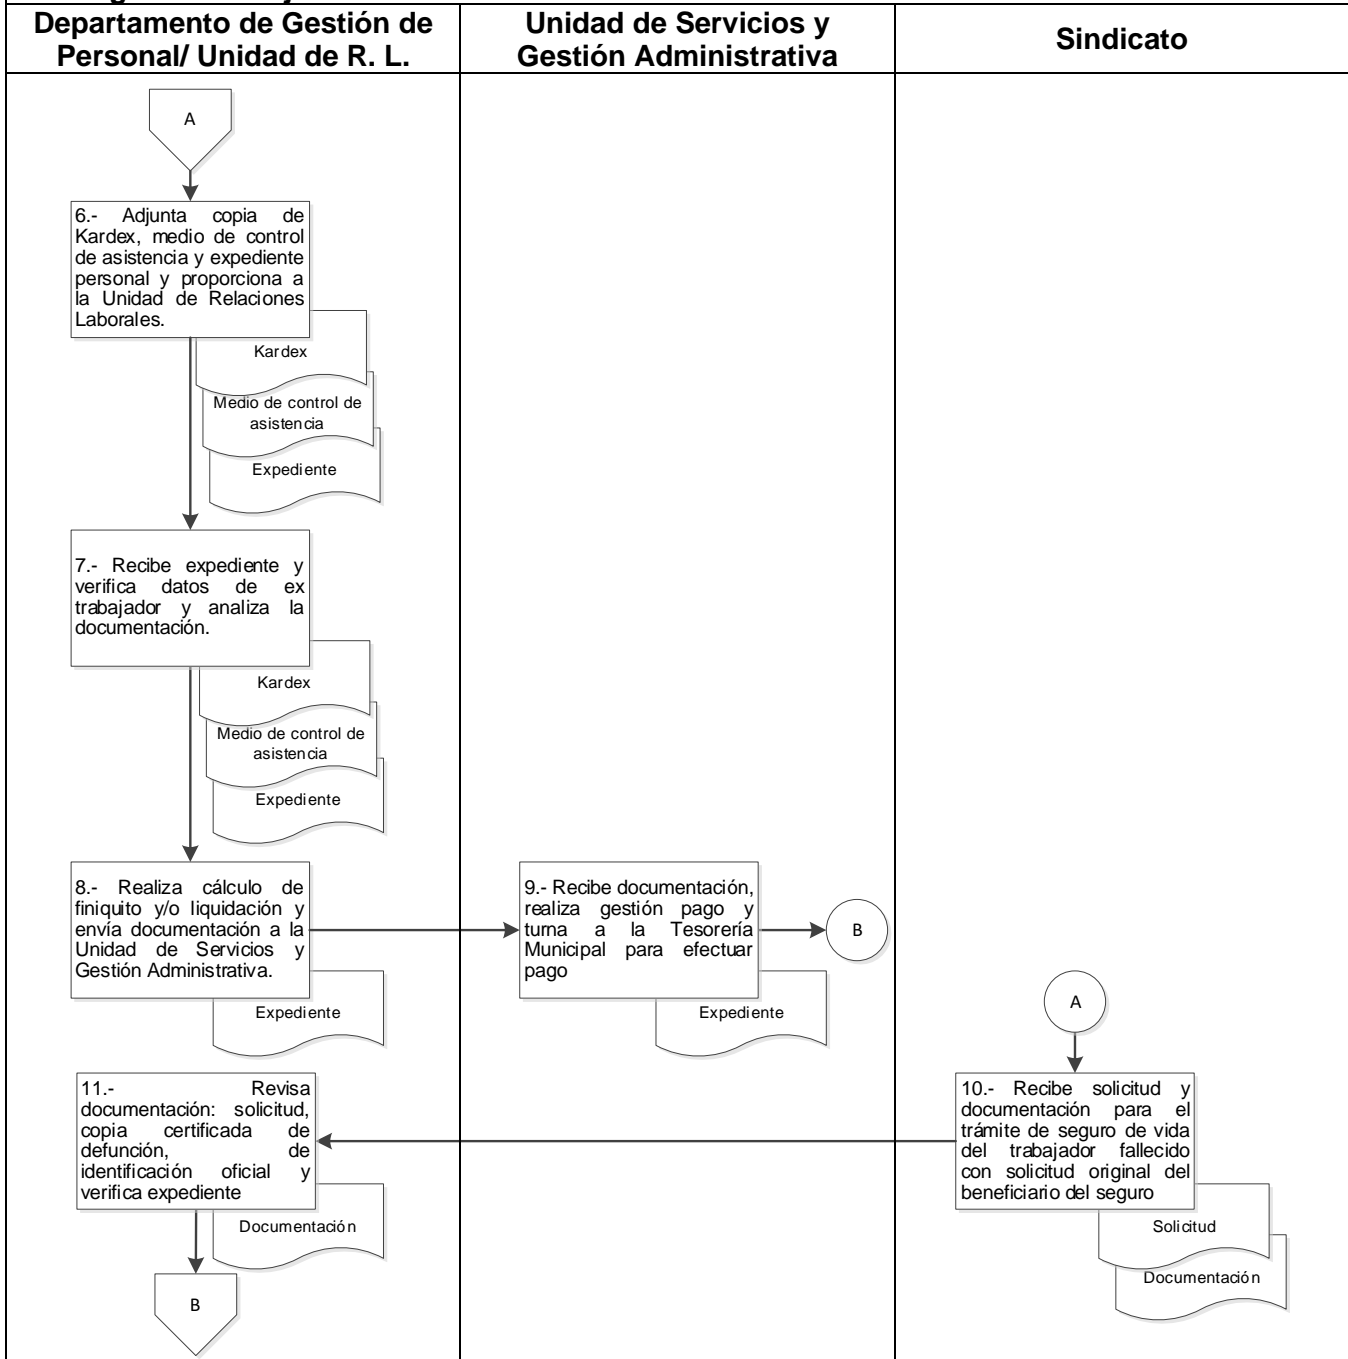 Departamento de Gestión de
Personal/ Unidad de R. L.
Unidad de Servicios y
Gestión Administrativa
Sindicato
A
6.- Adjunta copia de
Kardex, medio de control
de asistencia y expediente
personal y proporciona a
la Unidad de Relaciones
Laborales.
Kardex
Medio de control de
asistencia
Expediente
7.- Recibe expediente y
verifica datos de ex
trabajador y analiza la
documentación.
Kardex
Medio de control de
asistencia
Expediente
8.- Realiza cálculo de
finiquito y/o liquidación y
envía documentación a la
Unidad de Servicios y
Gestión Administrativa.
Expediente
9.- Recibe documentación,
realiza gestión pago y
turna a la Tesorería
Municipal para efectuar
pago
Expediente
B
A
10.- Recibe solicitud y
documentación para el
trámite de seguro de vida
del trabajador fallecido
con solicitud original del
beneficiario del seguro
Solicitud
Documentación
11.- Revisa
documentación: solicitud,
copia certificada de
defunción, de
identificación oficial y
verifica expediente
Documentación
B